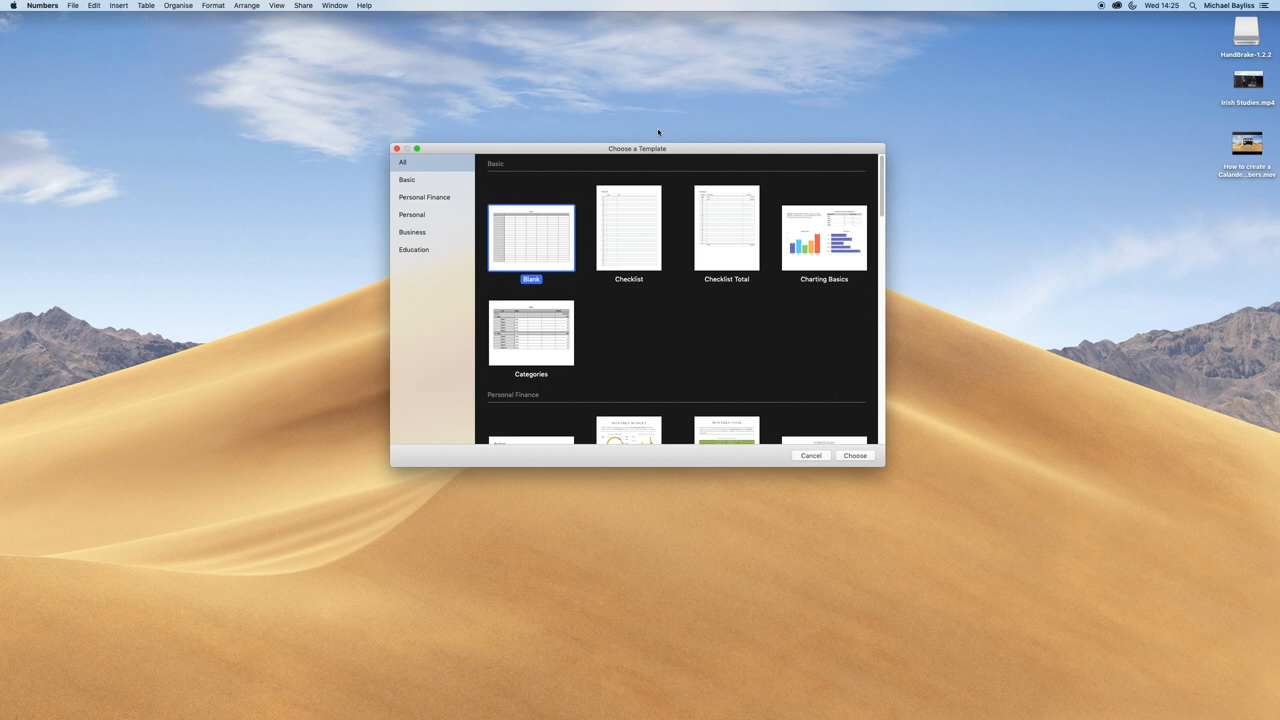 Numbers File Edit Insert Table Organise Format Arrange View Share Window Help Wed 14:25 Michael Bayliss
HandBrake-1.2.2
Irish Studies.mp4
How to create a
Calande...bers.mov
Choose a Template
All
Basic
Personal Finance
Personal
Business
Education
Basic
Blank
Checklist
Checklist Total
Charting Basics
Categories
Personal Finance
MONTHLY BUDGET
Cancel
Choose